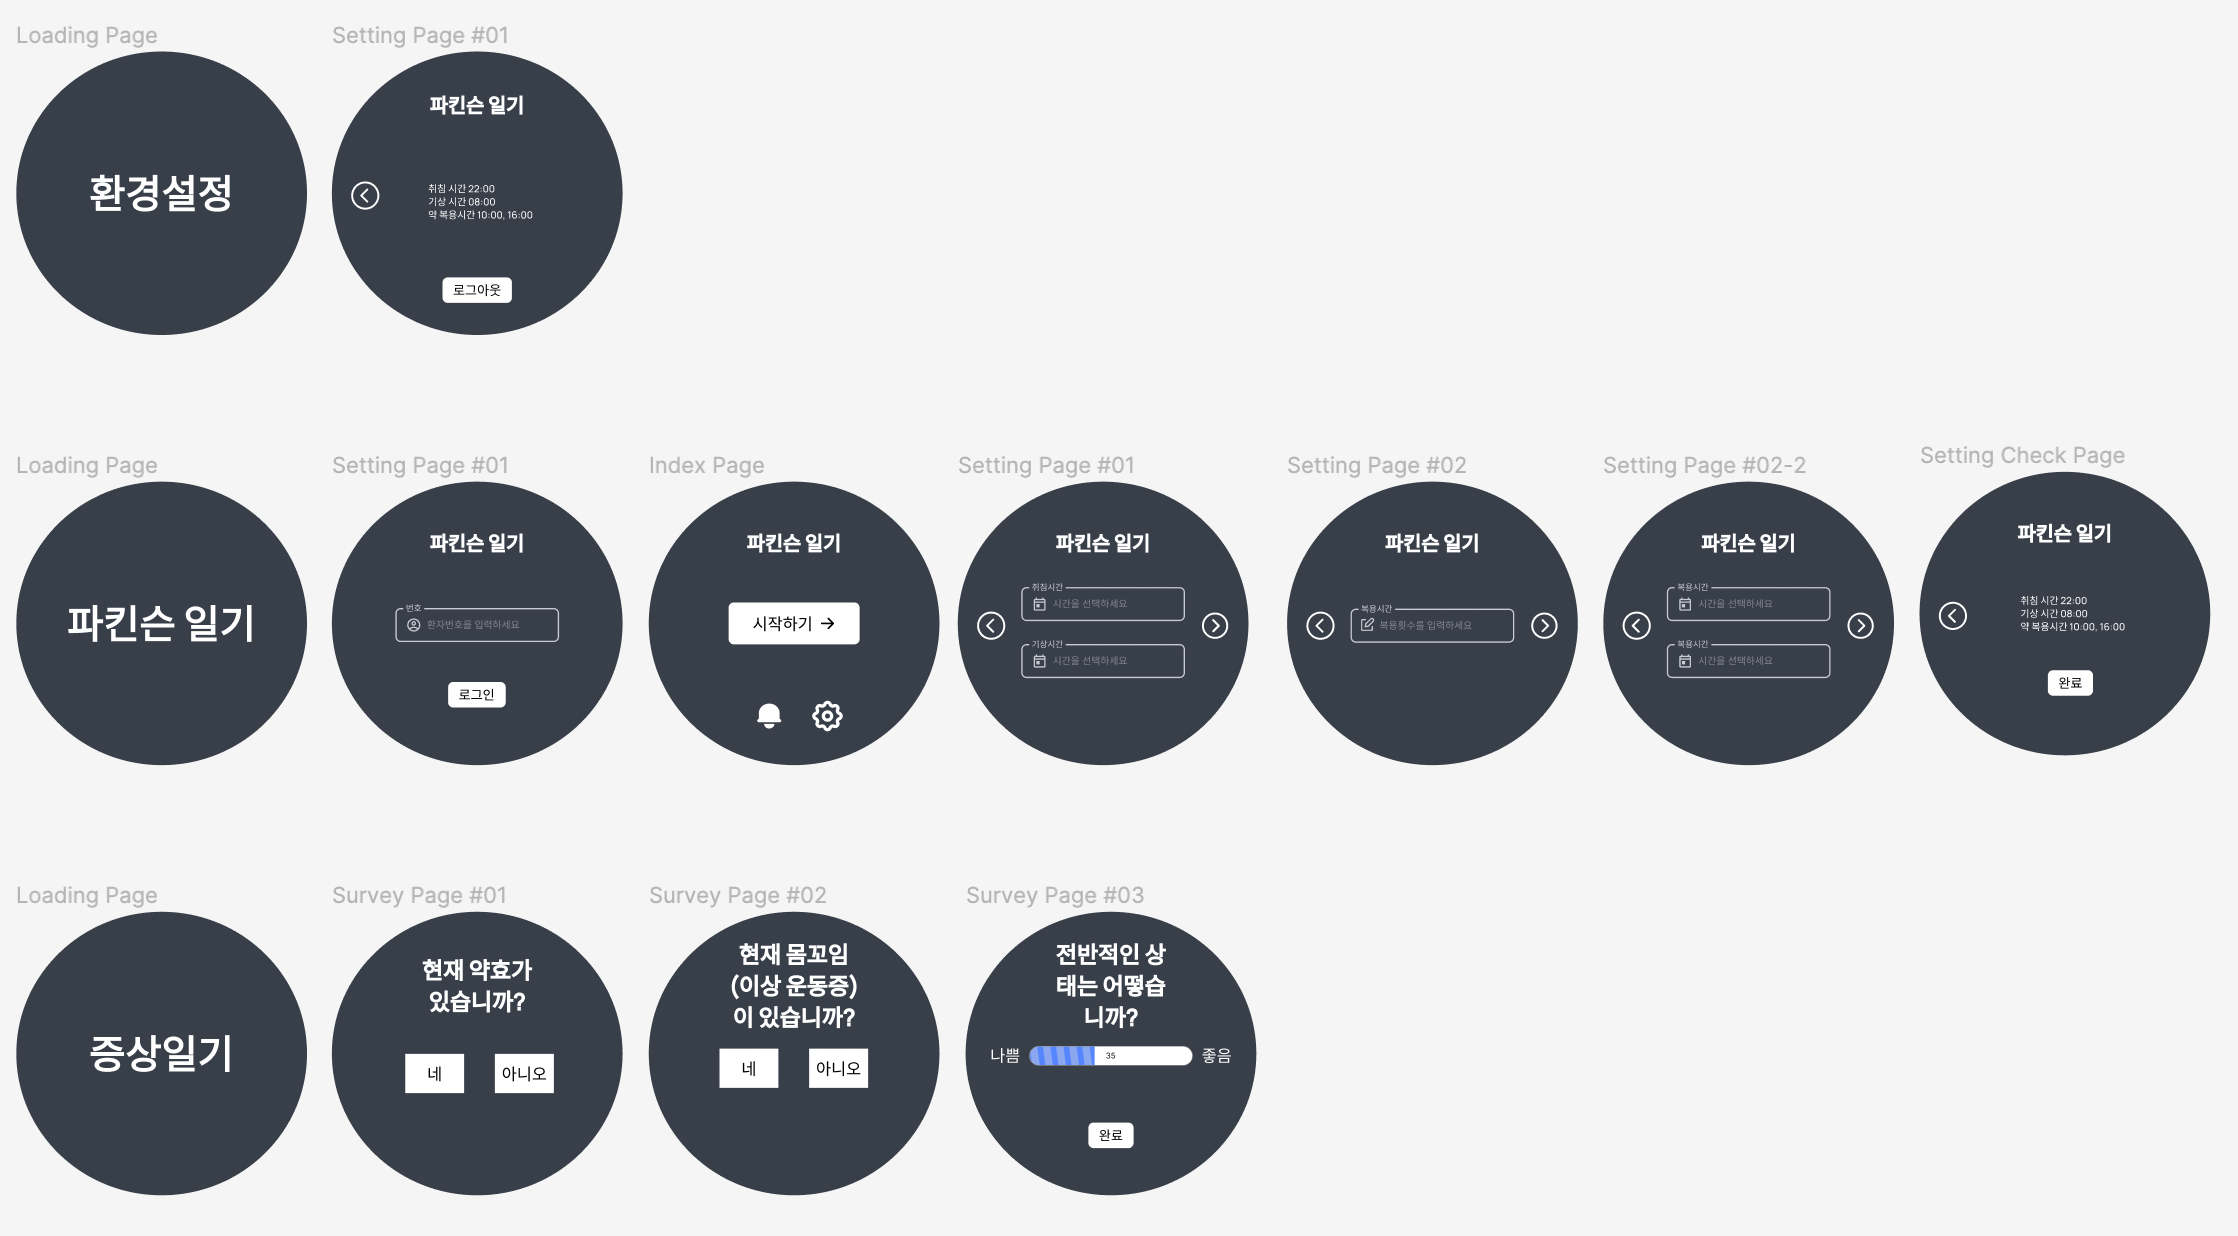 Loading Page
Setting Page #01
환경설정
파킨슨 일기
취침 시간 22:00
기상 시간 08:00
약 복용시간 10:00, 16:00
로그아웃
Loading Page
Setting Page #01
Index Page
Setting Page #01
Setting Page #02
Setting Page #02-2
Setting Check Page
파킨슨 일기
파킨슨 일기
번호
환자번호를 입력하세요
로그인
파킨슨 일기
시작하기
파킨슨 일기
취침시간
시간을 선택하세요
기상시간
시간을 선택하세요
파킨슨 일기
복용시간
복용횟수를 입력하세요
파킨슨 일기
복용시간
시간을 선택하세요
복용시간
시간을 선택하세요
파킨슨 일기
취침 시간 22:00
기상 시간 08:00
약 복용시간 10:00, 16:00
완료
Loading Page
Survey Page #01
Survey Page #02
Survey Page #03
증상일기
현재 약효가
있습니까?
네
아니오
현재 몸꼬임
(이상 운동증)
이 있습니까?
네
아니오
전반적인 상
태는 어떻습
니까?
나쁨
35
좋음
완료